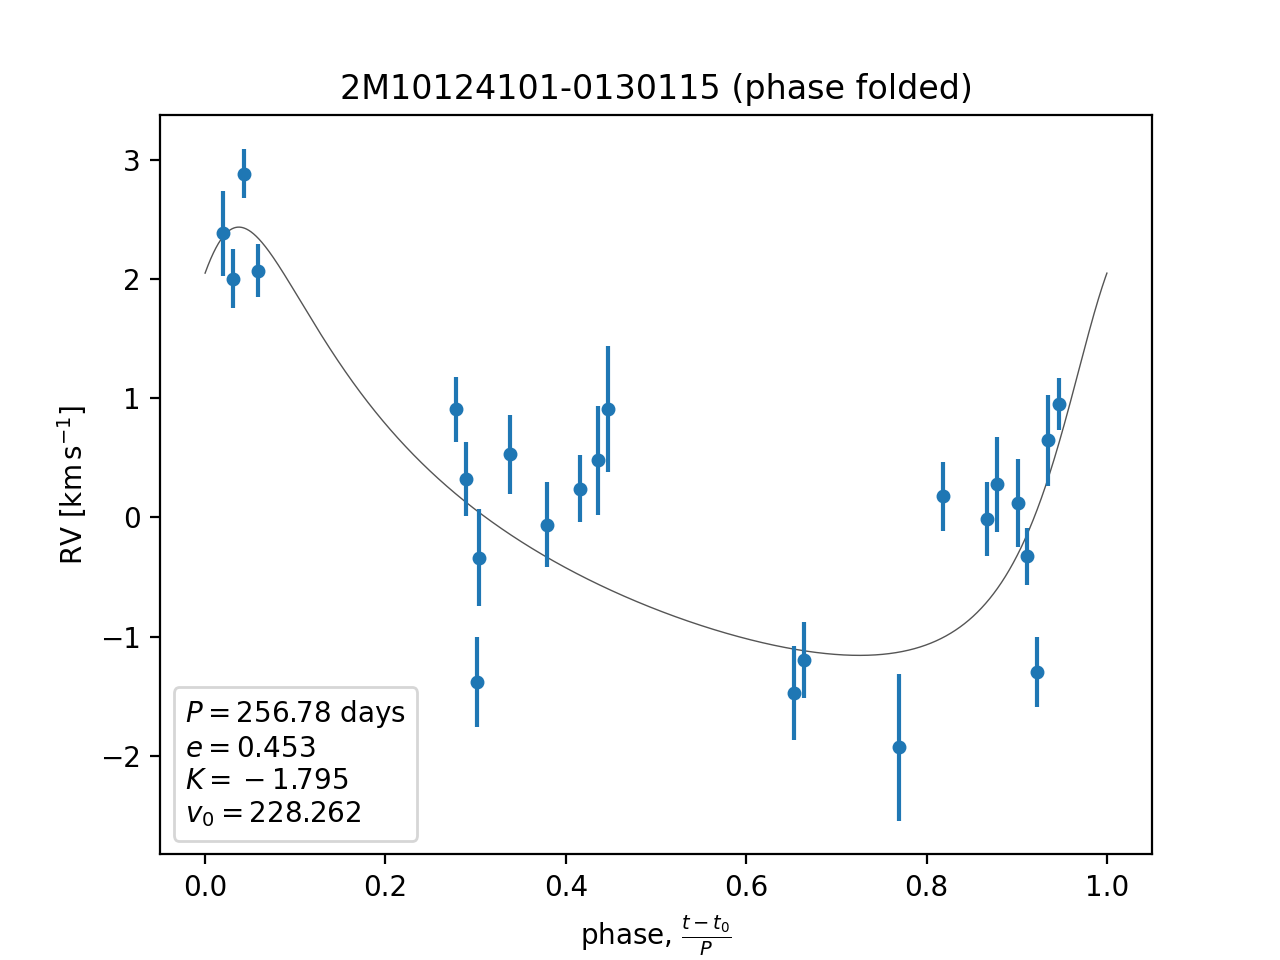 2M10124101-0130115 (phase folded)
3
2
1
0
−1
−2
RV [km s⁻¹]
P = 256.78 days
e = 0.453
K = −1.795
v₀ = 228.262
0.0 0.2 0.4 0.6 0.8 1.0
phase, (t − t₀)/P